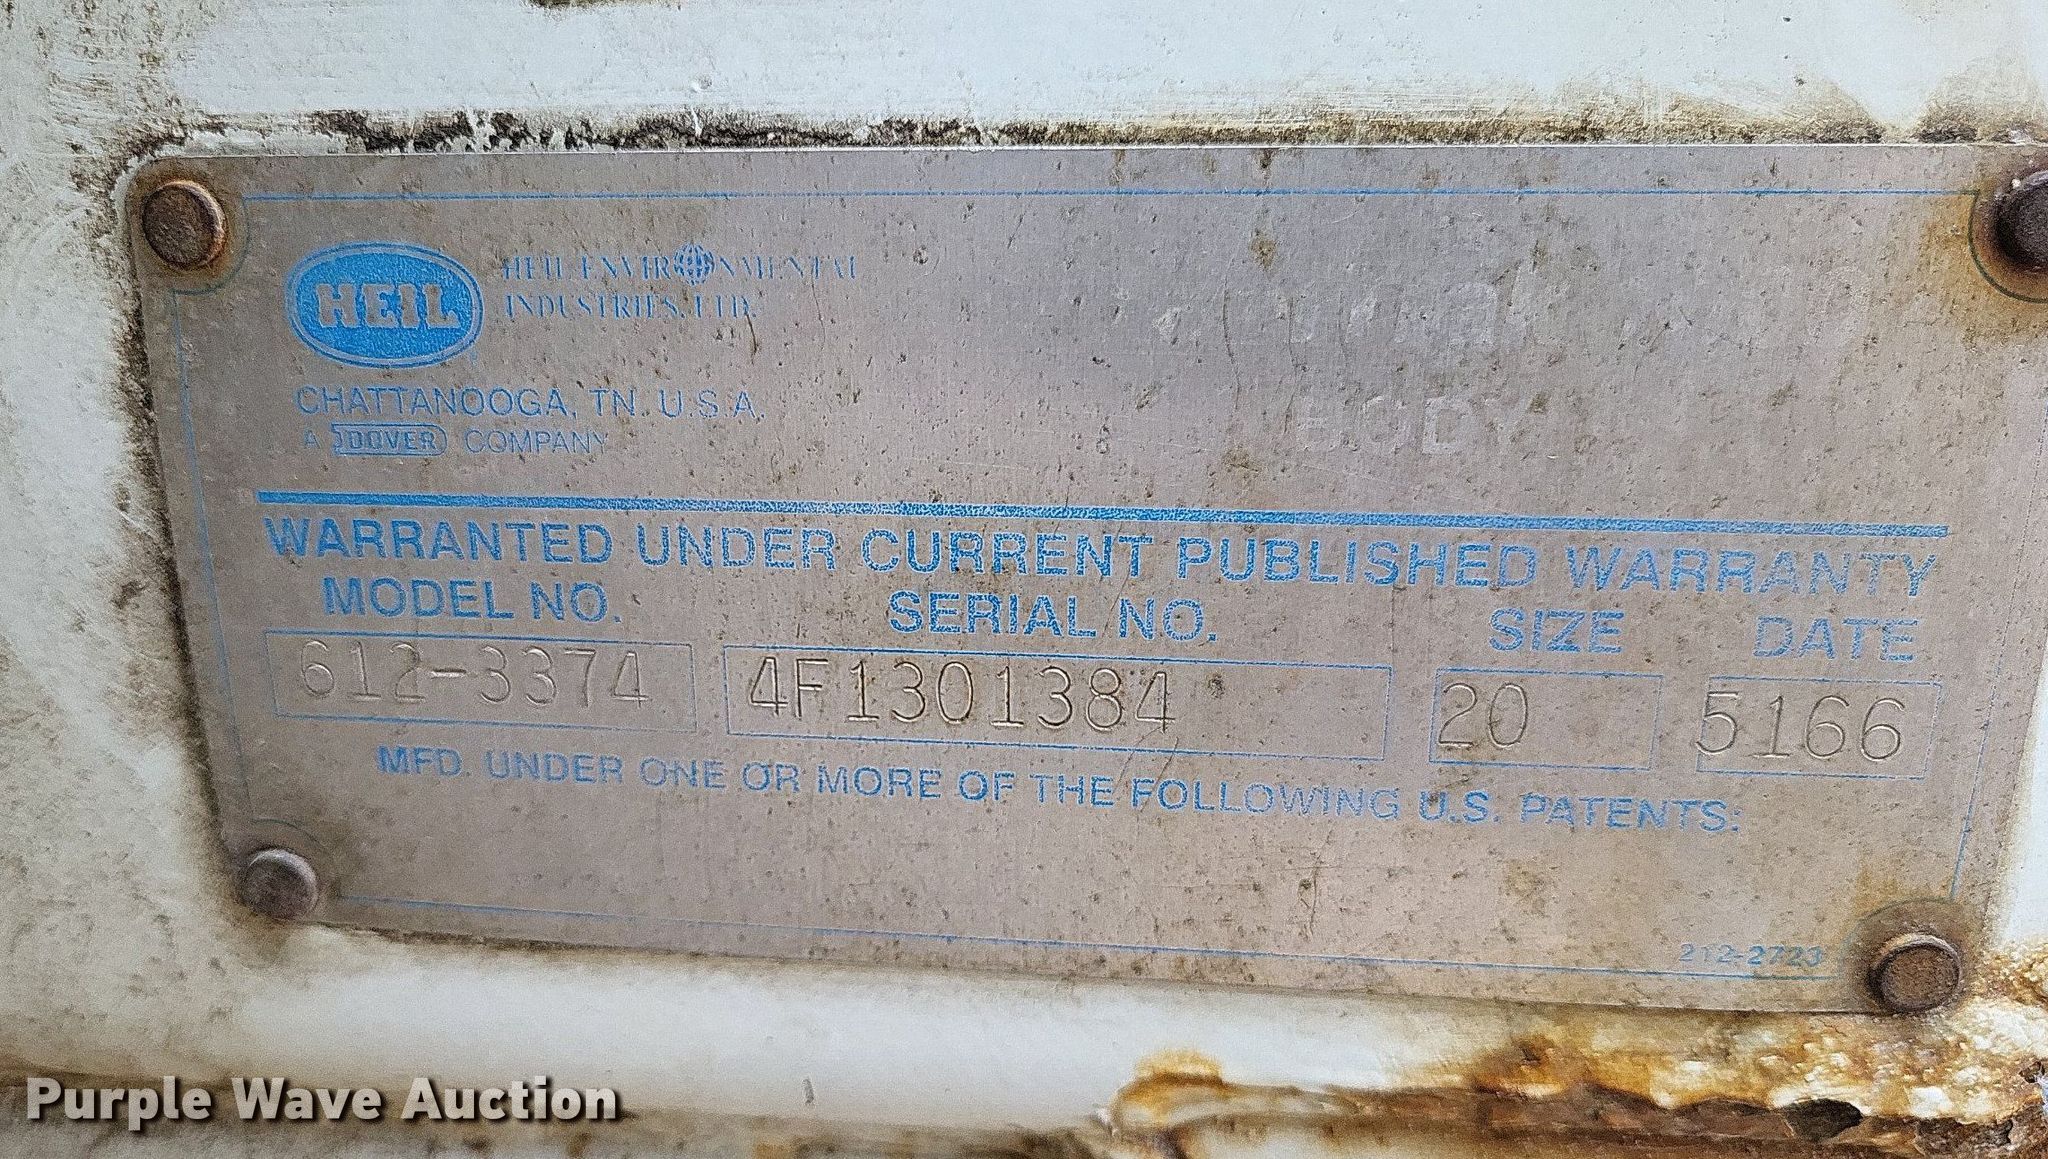 HEIL
HEIL ENVIRONMENTAL
INDUSTRIES, LTD.
CHATTANOOGA, TN. U.S.A.
A DOVER COMPANY
BODY
WARRANTED UNDER CURRENT PUBLISHED WARRANTY
MODEL NO. SERIAL NO. SIZE DATE
612-3374 4F1301384 20 5166
MFD. UNDER ONE OR MORE OF THE FOLLOWING U.S. PATENTS:
212-2723
Purple Wave Auction